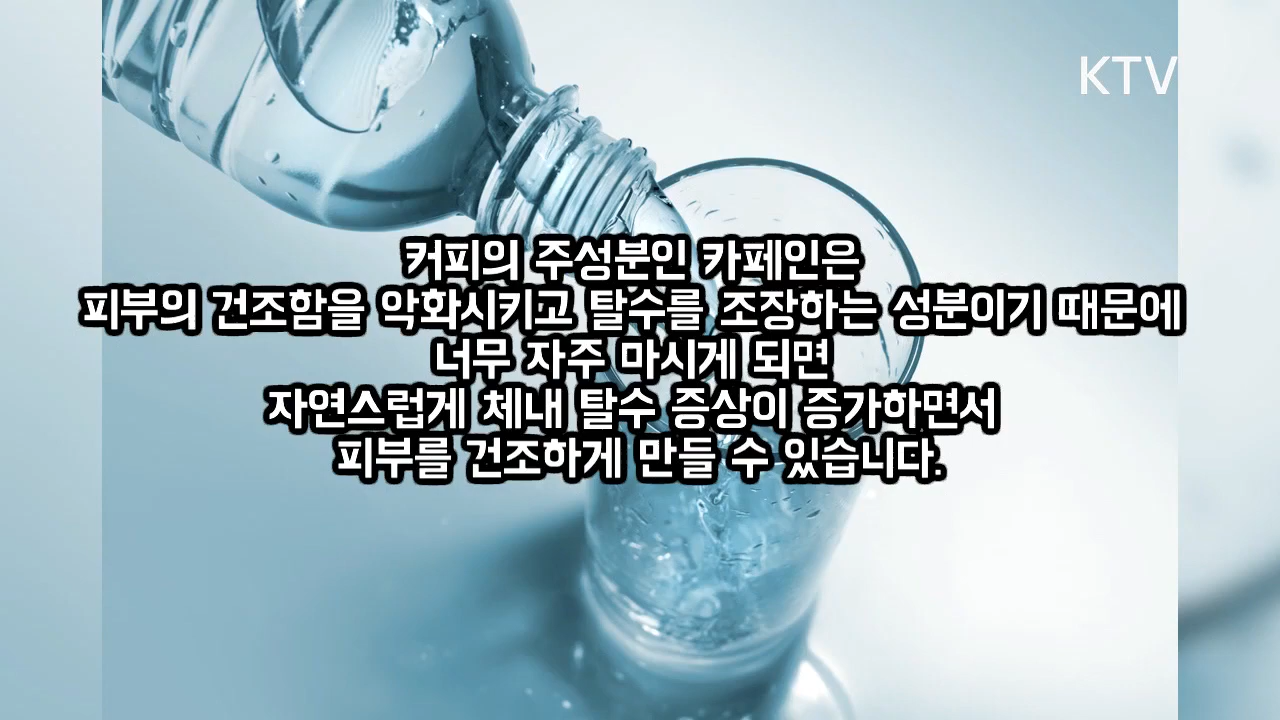 KTV
커피의 주성분인 카페인은
피부의 건조함을 악화시키고 탈수를 조장하는 성분이기 때문에
너무 자주 마시게 되면
자연스럽게 체내 탈수 증상이 증가하면서
피부를 건조하게 만들 수 있습니다.